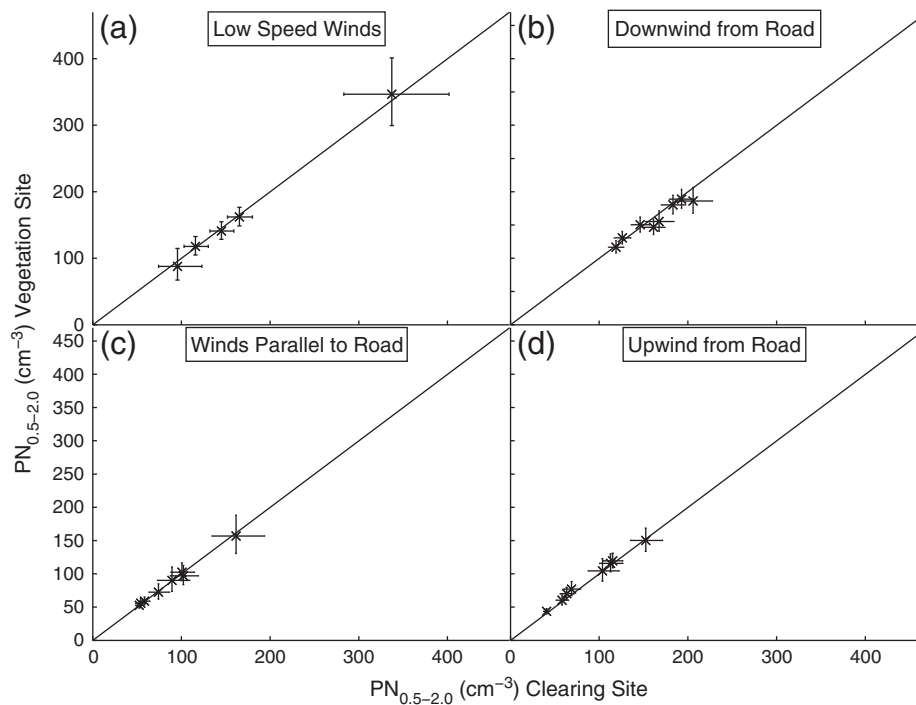 (a) Low Speed Winds
(b) Downwind from Road
400
300
200
100
0
(c) Winds Parallel to Road
(d) Upwind from Road
450
400
350
300
250
200
150
100
50
0
0 100 200 300 400
0 100 200 300 400
PN0.5−2.0 (cm−3) Vegetation Site
PN0.5−2.0 (cm−3) Clearing Site